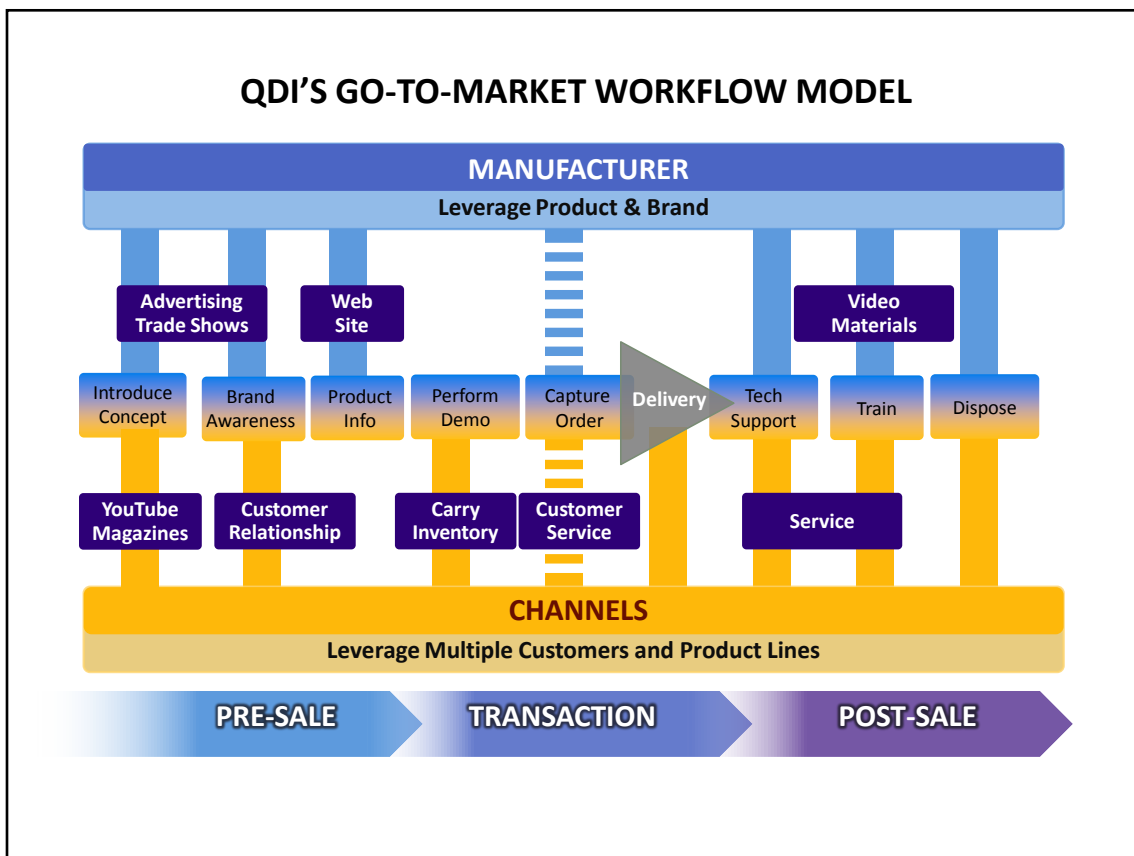 QDI'S GO-TO-MARKET WORKFLOW MODEL
MANUFACTURER
Leverage Product & Brand
Advertising
Trade Shows
Web
Site
Video
Materials
Introduce
Concept
Brand
Awareness
Product
Info
Perform
Demo
Capture
Order
Delivery
Tech
Support
Train
Dispose
YouTube
Magazines
Customer
Relationship
Carry
Inventory
Customer
Service
Service
CHANNELS
Leverage Multiple Customers and Product Lines
PRE-SALE
TRANSACTION
POST-SALE